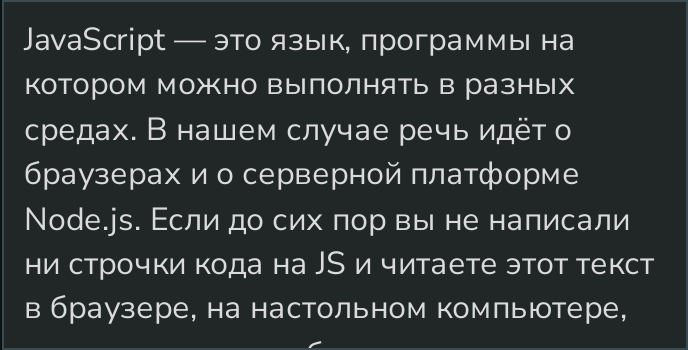 JavaScript — это язык, программы на
котором можно выполнять в разных
средах. В нашем случае речь идёт о
браузерах и о серверной платформе
Node.js. Если до сих пор вы не написали
ни строчки кода на JS и читаете этот текст
в браузере, на настольном компьютере,